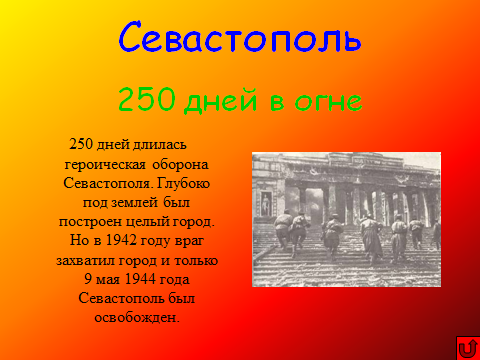 Севастополь
250 дней в огне
250 дней длилась
героическая оборона
Севастополя. Глубоко
под землей был
построен целый город.
Но в 1942 году враг
захватил город и только
9 мая 1944 года
Севастополь был
освобожден.